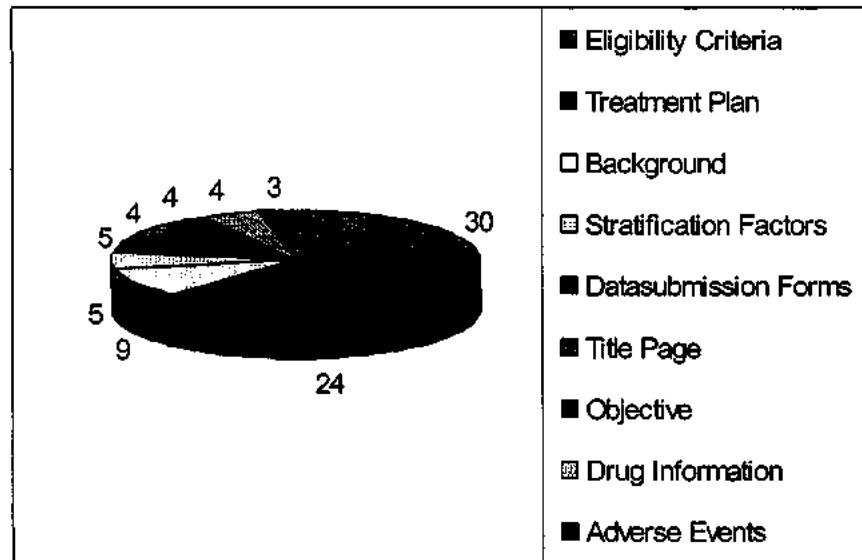 3
4
4
4
30
5
5
9
24
Eligibility Criteria
Treatment Plan
Background
Stratification Factors
Datasubmission Forms
Title Page
Objective
Drug Information
Adverse Events